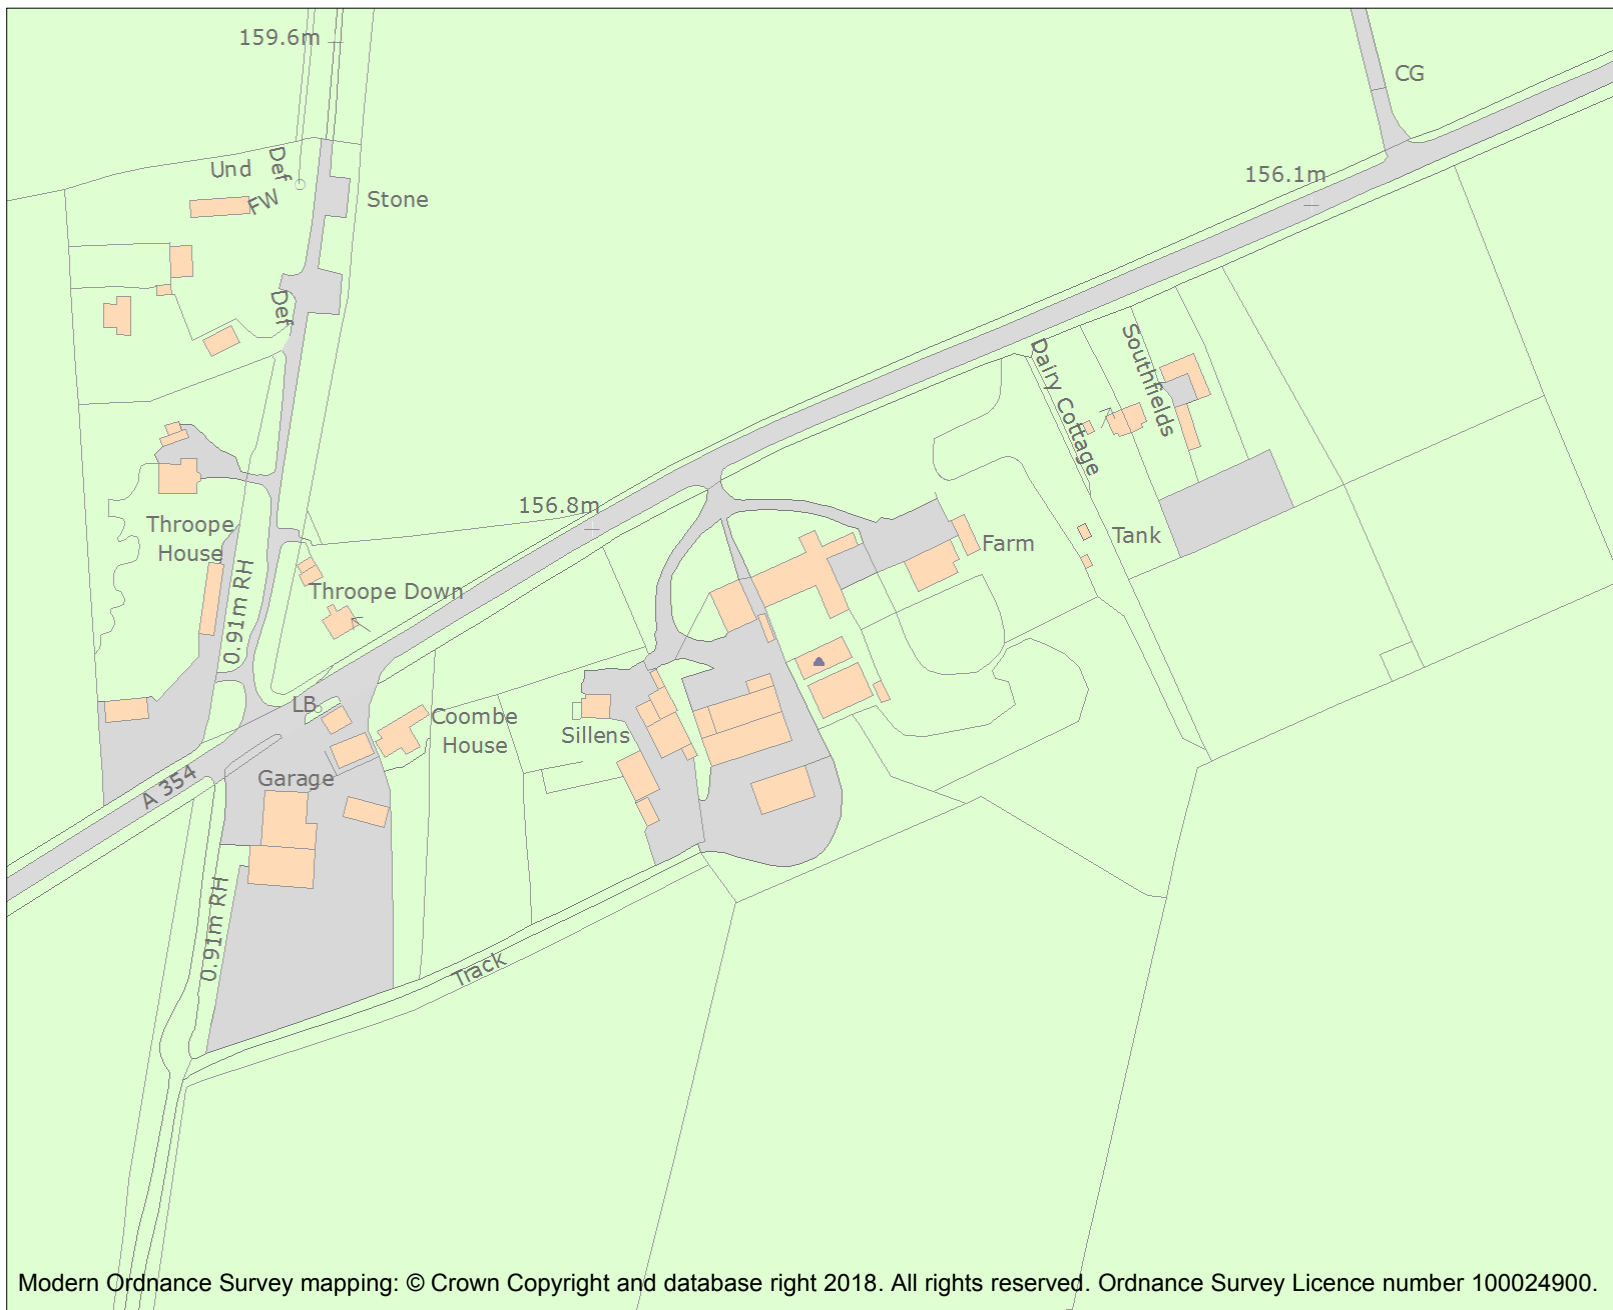 159.6m
CG
Und
Def
FW
Stone
156.1m
Def
Dairy Cottage
Southfields
156.8m
Throope
House
Farm
Tank
0.91m RH
Throope Down
LB
Coombe
House
Sillens
A 354
Garage
0.91m RH
Track
Modern Ordnance Survey mapping: © Crown Copyright and database right 2018. All rights reserved. Ordnance Survey Licence number 100024900.